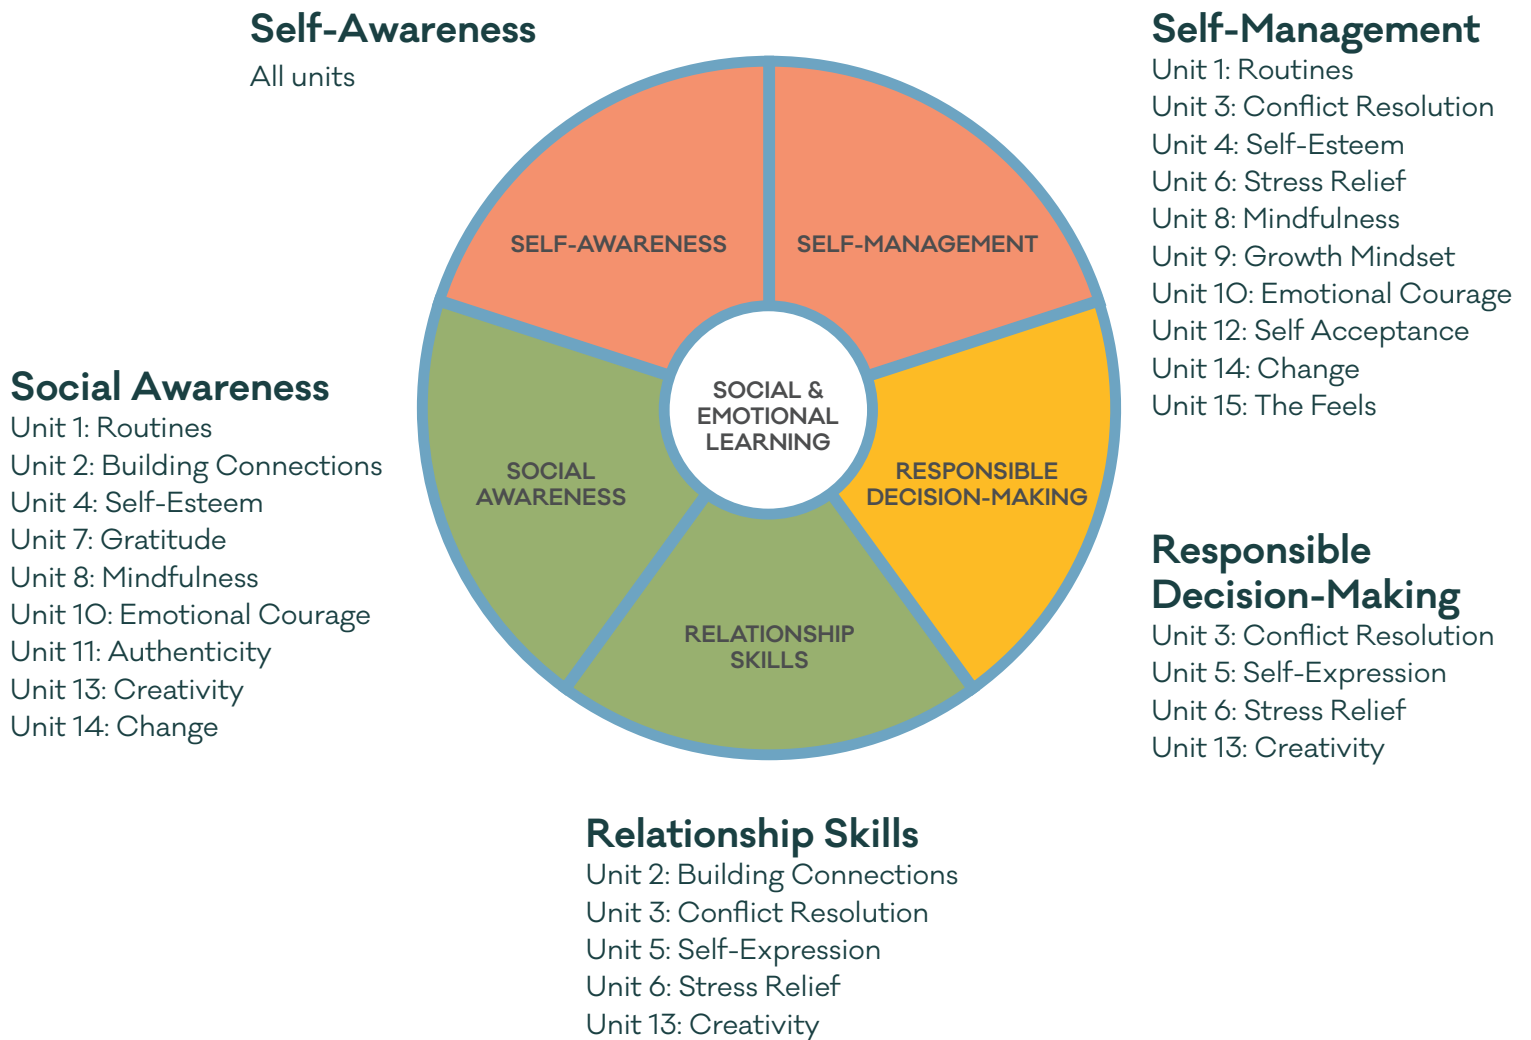 Self-Awareness
All units
Self-Management
Unit 1: Routines
Unit 3: Conflict Resolution
Unit 4: Self-Esteem
Unit 6: Stress Relief
Unit 8: Mindfulness
Unit 9: Growth Mindset
Unit 10: Emotional Courage
Unit 12: Self Acceptance
Unit 14: Change
Unit 15: The Feels
SELF-AWARENESS
SELF-MANAGEMENT
SOCIAL &
EMOTIONAL
LEARNING
SOCIAL
AWARENESS
RESPONSIBLE
DECISION-MAKING
RELATIONSHIP
SKILLS
Social Awareness
Unit 1: Routines
Unit 2: Building Connections
Unit 4: Self-Esteem
Unit 7: Gratitude
Unit 8: Mindfulness
Unit 10: Emotional Courage
Unit 11: Authenticity
Unit 13: Creativity
Unit 14: Change
Responsible
Decision-Making
Unit 3: Conflict Resolution
Unit 5: Self-Expression
Unit 6: Stress Relief
Unit 13: Creativity
Relationship Skills
Unit 2: Building Connections
Unit 3: Conflict Resolution
Unit 5: Self-Expression
Unit 6: Stress Relief
Unit 13: Creativity